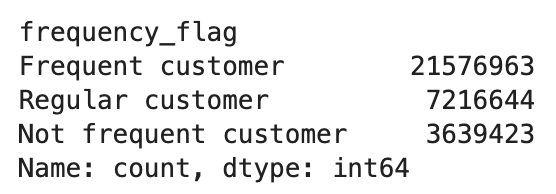 frequency_flag
Frequent customer 21576963
Regular customer 7216644
Not frequent customer 3639423
Name: count, dtype: int64